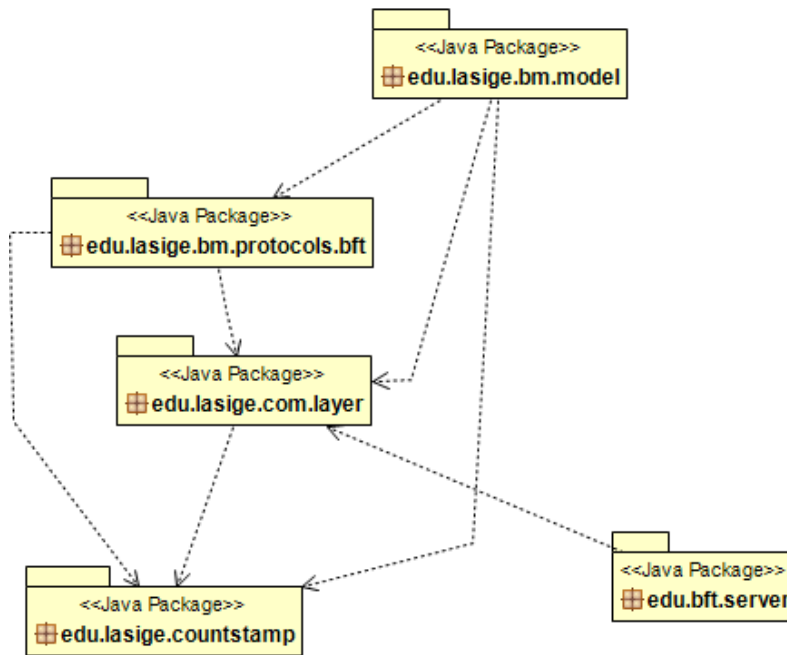 <<Java Package>>
edu.lasige.bm.model
<<Java Package>>
edu.lasige.bm.protocols.bft
<<Java Package>>
edu.lasige.com.layer
<<Java Package>>
edu.bft.server
<<Java Package>>
edu.lasige.countstamp